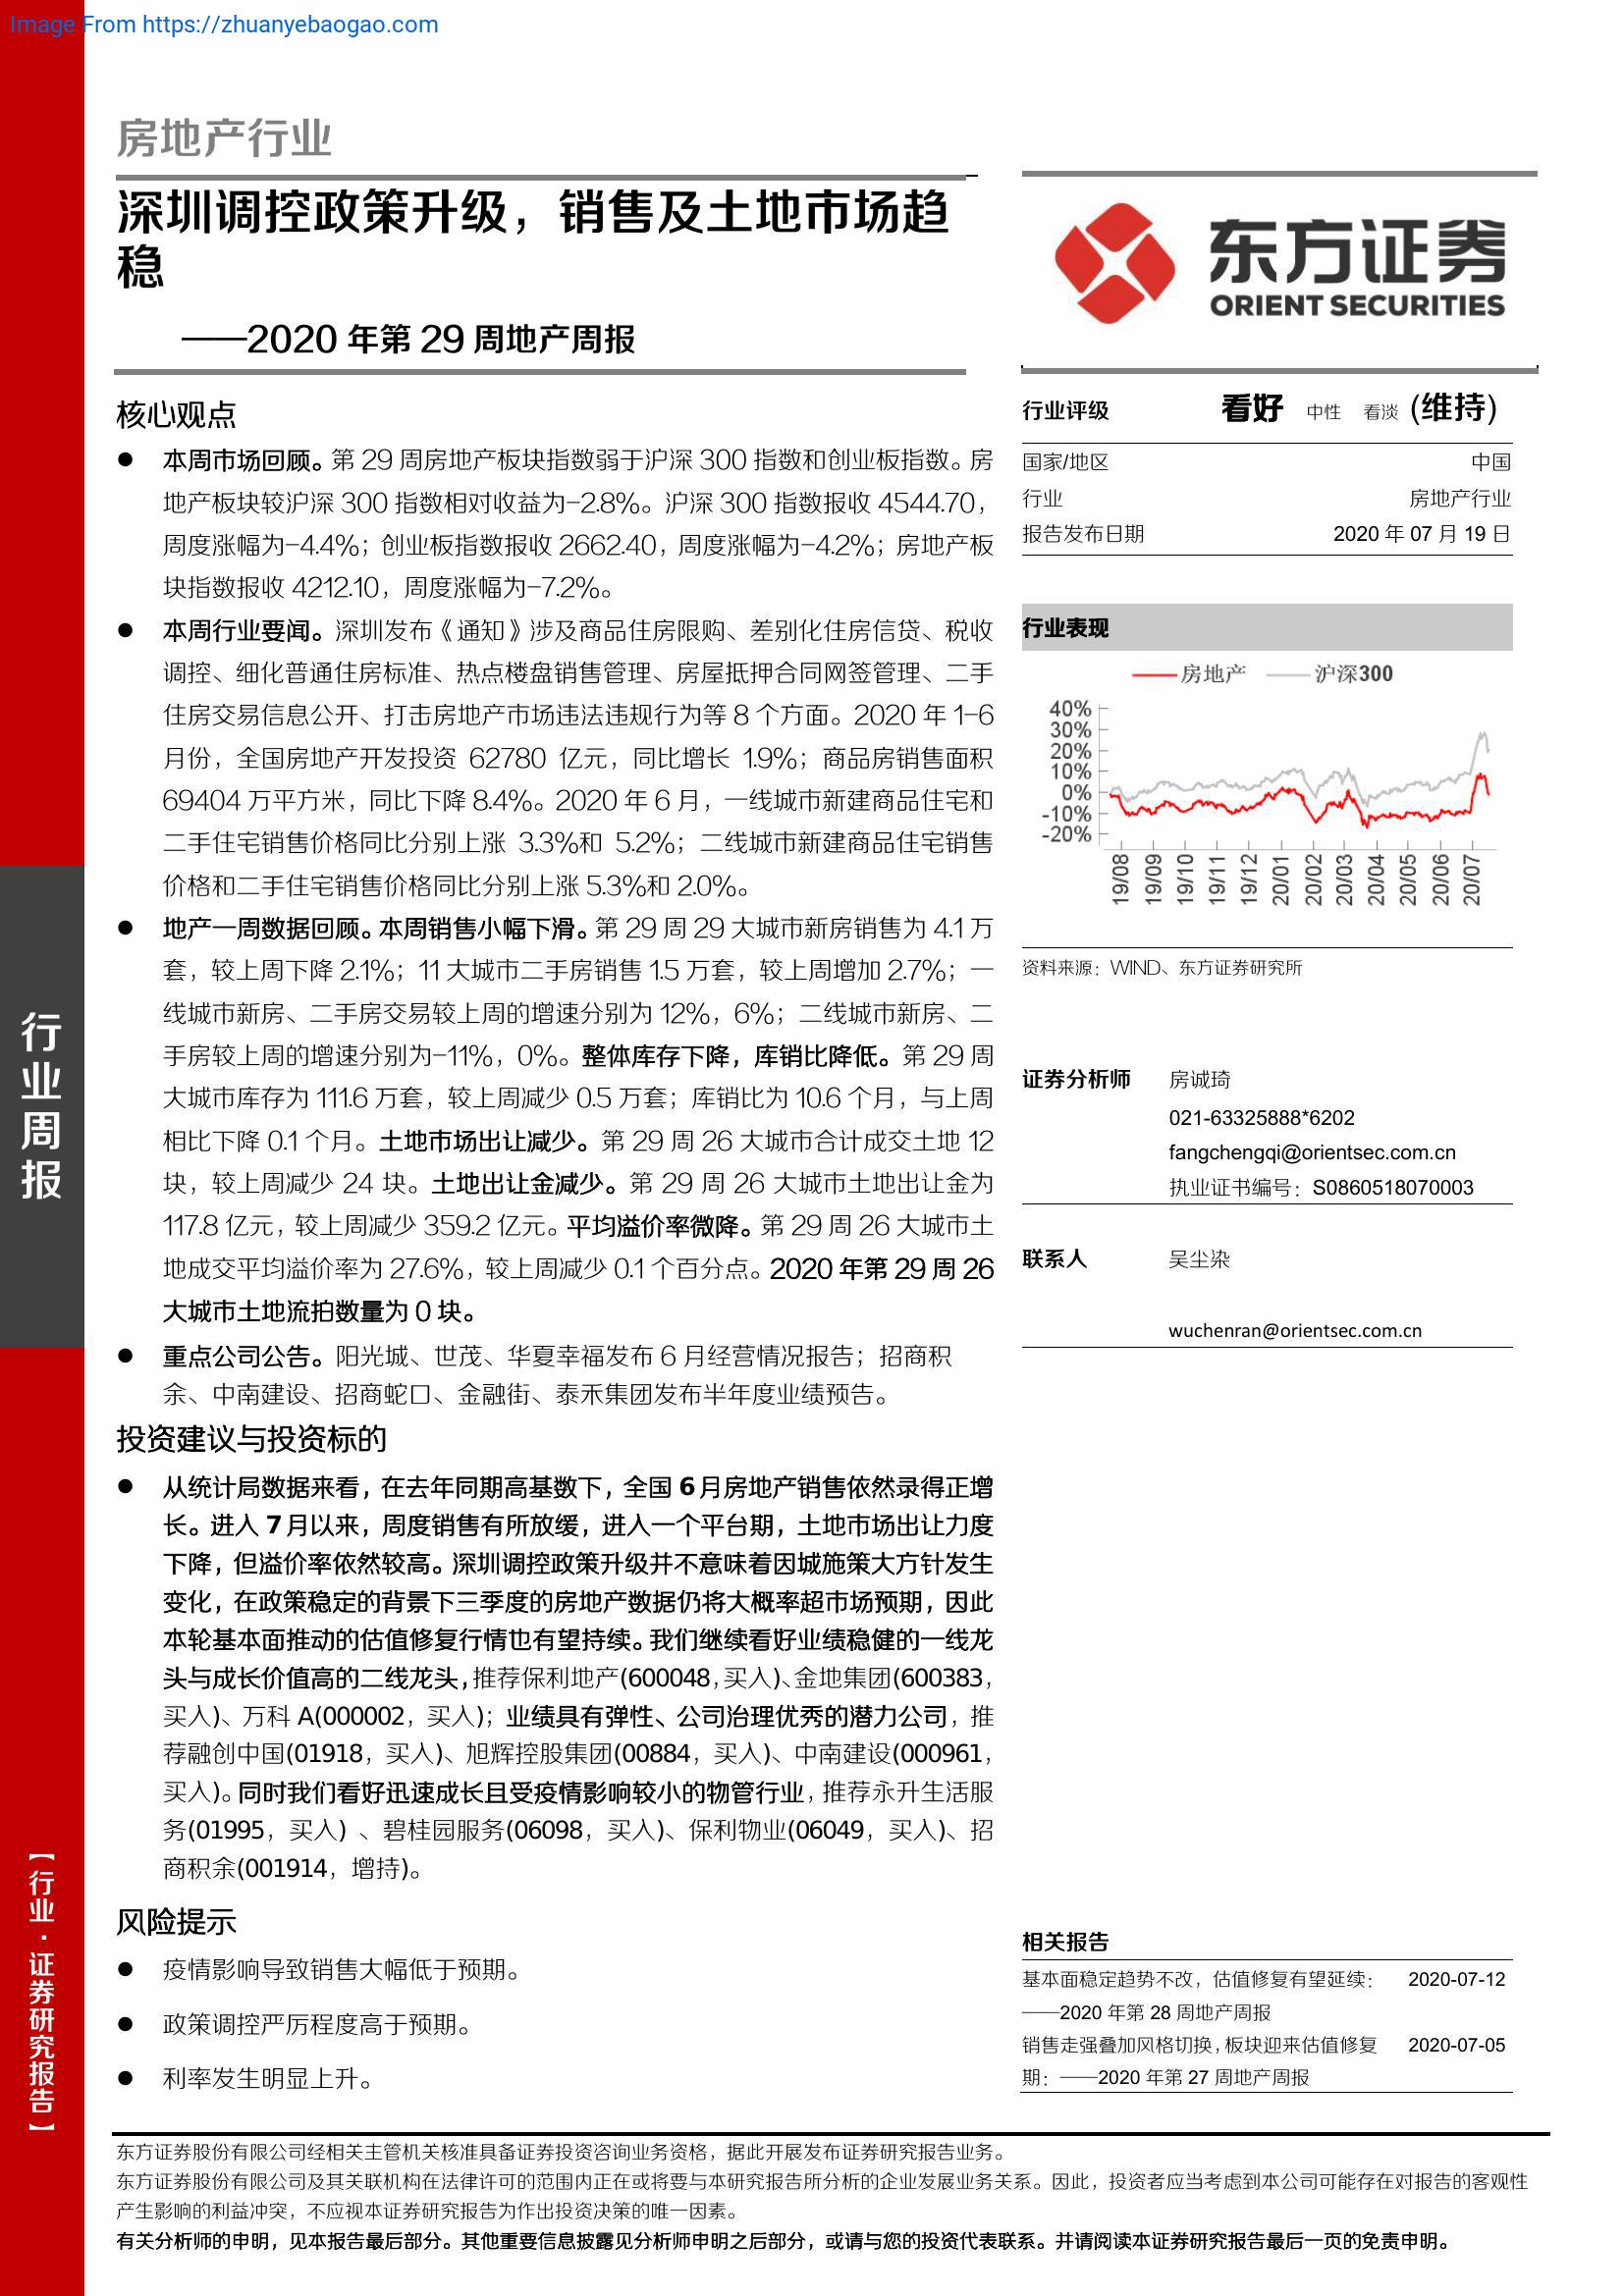 Image From https://zhuanyebaogao.com
房地产行业
深圳调控政策升级，销售及土地市场趋
稳
——2020 年第 29 周地产周报
东方证券
ORIENT SECURITIES
核心观点
● 本周市场回顾。第 29 周房地产板块指数弱于沪深 300 指数和创业板指数。房
地产板块较沪深 300 指数相对收益为-2.8%。沪深 300 指数报收 4544.70，
周度涨幅为-4.4%；创业板指数报收 2662.40，周度涨幅为-4.2%；房地产板
块指数报收 4212.10，周度涨幅为-7.2%。
● 本周行业要闻。深圳发布《通知》涉及商品住房限购、差别化住房信贷、税收
调控、细化普通住房标准、热点楼盘销售管理、房屋抵押合同网签管理、二手
住房交易信息公开、打击房地产市场违法违规行为等 8 个方面。2020 年 1-6
月份，全国房地产开发投资 62780 亿元，同比增长 1.9%；商品房销售面积
69404 万平方米，同比下降 8.4%。2020 年 6 月，一线城市新建商品住宅和
二手住宅销售价格同比分别上涨 3.3%和 5.2%；二线城市新建商品住宅销售
价格和二手住宅销售价格同比分别上涨 5.3%和 2.0%。
● 地产一周数据回顾。本周销售小幅下滑。第 29 周 29 大城市新房销售为 4.1 万
套，较上周下降 2.1%；11 大城市二手房销售 1.5 万套，较上周增加 2.7%；一
线城市新房、二手房交易较上周的增速分别为 12%，6%；二线城市新房、二
手房较上周的增速分别为-11%，0%。整体库存下降，库销比降低。第 29 周
大城市库存为 111.6 万套，较上周减少 0.5 万套；库销比为 10.6 个月，与上周
相比下降 0.1 个月。土地市场出让减少。第 29 周 26 大城市合计成交土地 12
块，较上周减少 24 块。土地出让金减少。第 29 周 26 大城市土地出让金为
117.8 亿元，较上周减少 359.2 亿元。平均溢价率微降。第 29 周 26 大城市土
地成交平均溢价率为 27.6%，较上周减少 0.1 个百分点。2020 年第 29 周 26
大城市土地流拍数量为 0 块。
● 重点公司公告。阳光城、世茂、华夏幸福发布 6 月经营情况报告；招商积
余、中南建设、招商蛇口、金融街、泰禾集团发布半年度业绩预告。
投资建议与投资标的
● 从统计局数据来看，在去年同期高基数下，全国 6 月房地产销售依然录得正增
长。进入 7 月以来，周度销售有所放缓，进入一个平台期，土地市场出让力度
下降，但溢价率依然较高。深圳调控政策升级并不意味着因城施策大方针发生
变化，在政策稳定的背景下三季度的房地产数据仍将大概率超市场预期，因此
本轮基本面推动的估值修复行情也有望持续。我们继续看好业绩稳健的一线龙
头与成长价值高的二线龙头，推荐保利地产(600048，买入)、金地集团(600383，
买入)、万科 A(000002，买入)；业绩具有弹性、公司治理优秀的潜力公司，推
荐融创中国(01918，买入)、旭辉控股集团(00884，买入)、中南建设(000961，
买入)。同时我们看好迅速成长且受疫情影响较小的物管行业，推荐永升生活服
务(01995，买入) 、碧桂园服务(06098，买入)、保利物业(06049，买入)、招
商积余(001914，增持)。
风险提示
● 疫情影响导致销售大幅低于预期。
● 政策调控严厉程度高于预期。
● 利率发生明显上升。
行业评级 看好 中性 看淡 (维持)
国家/地区 中国
行业 房地产行业
报告发布日期 2020 年 07 月 19 日
行业表现
房地产 沪深300
40%
30%
20%
10%
0%
-10%
-20%
19/08 19/09 19/10 19/11 19/12 20/01 20/02 20/03 20/04 20/05 20/06 20/07
资料来源：WIND、东方证券研究所
证券分析师 房诚琦
021-63325888*6202
fangchengqi@orientsec.com.cn
执业证书编号：S0860518070003
联系人 吴尘染
wuchenran@orientsec.com.cn
相关报告
基本面稳定趋势不改，估值修复有望延续： 2020-07-12
——2020 年第 28 周地产周报
销售走强叠加风格切换，板块迎来估值修复 2020-07-05
期：——2020 年第 27 周地产周报
行业周报
【行业·证券研究报告】
东方证券股份有限公司经相关主管机关核准具备证券投资咨询业务资格，据此开展发布证券研究报告业务。
东方证券股份有限公司及其关联机构在法律许可的范围内正在或将要与本研究报告所分析的企业发展业务关系。因此，投资者应当考虑到本公司可能存在对报告的客观性
产生影响的利益冲突，不应视本证券研究报告为作出投资决策的唯一因素。
有关分析师的申明，见本报告最后部分。其他重要信息披露见分析师申明之后部分，或请与您的投资代表联系。并请阅读本证券研究报告最后一页的免责申明。